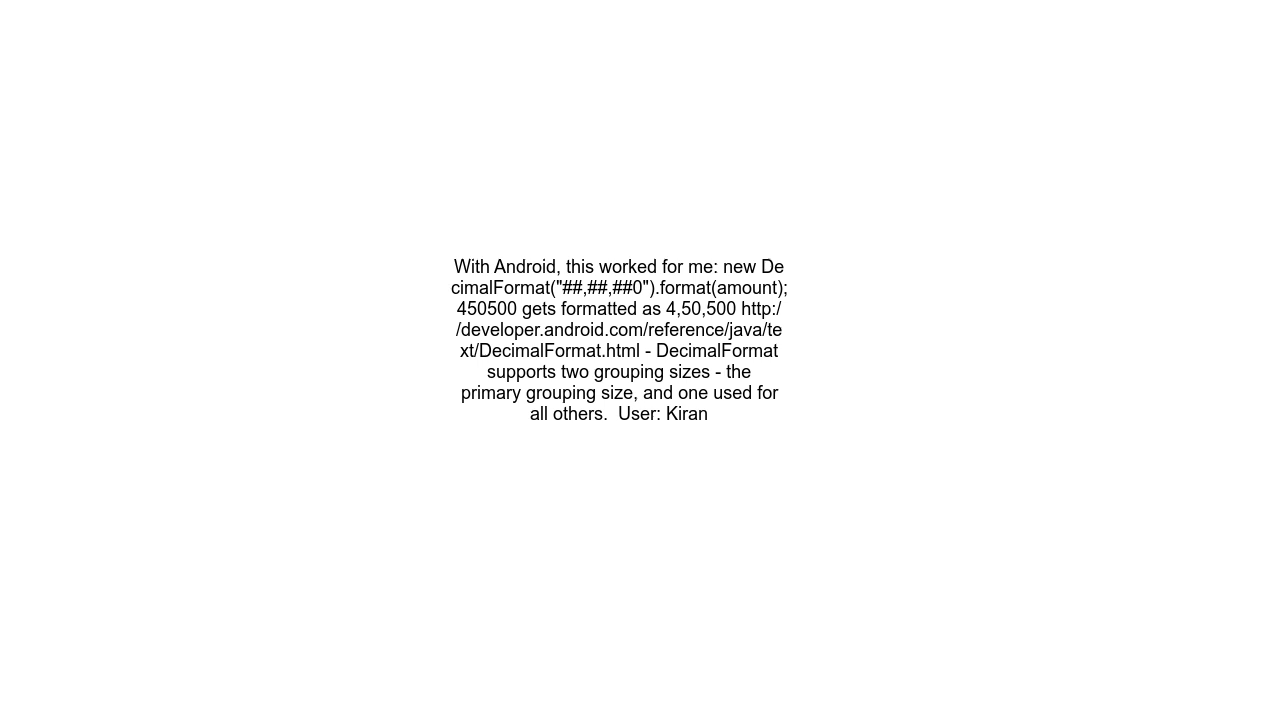 With Android, this worked for me: new De
cimalFormat("##,##,##0").format(amount);
450500 gets formatted as 4,50,500 http:/
/developer.android.com/reference/java/te
xt/DecimalFormat.html - DecimalFormat
supports two grouping sizes - the
primary grouping size, and one used for
all others.  User: Kiran